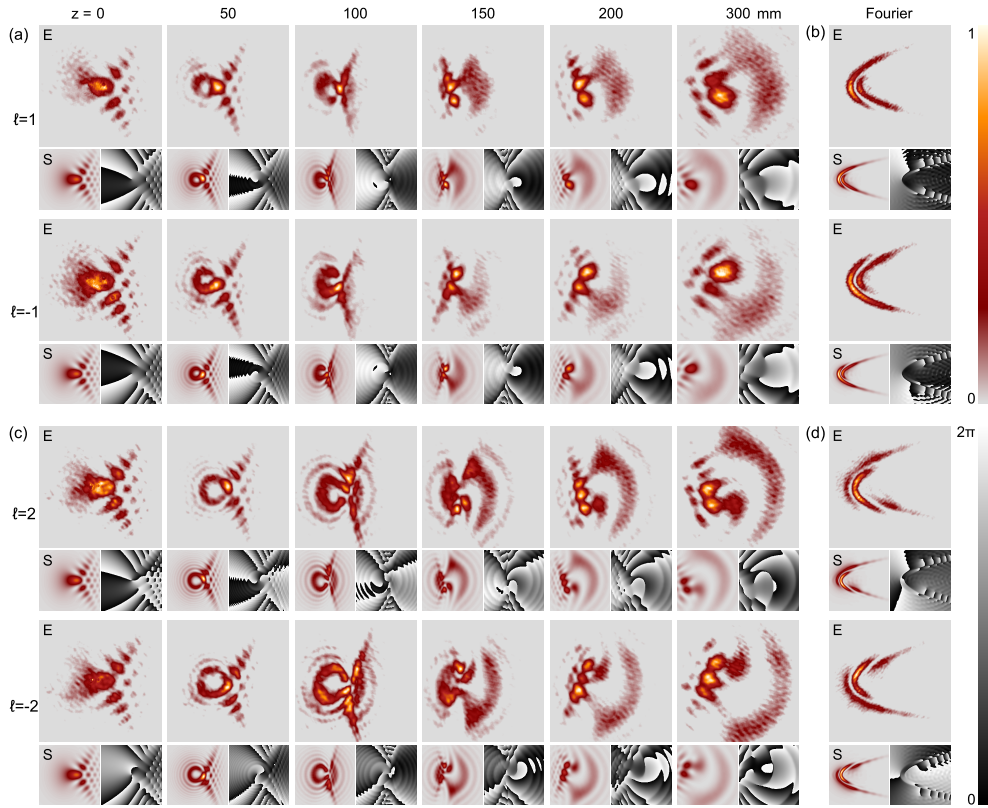 z = 0 50 100 150 200 300 mm Fourier
(a) E (b) E 1
ℓ=1
S S
E E
ℓ=-1
S S
0
(c) E (d) E 2π
ℓ=2
S S
E E
ℓ=-2
S S
0